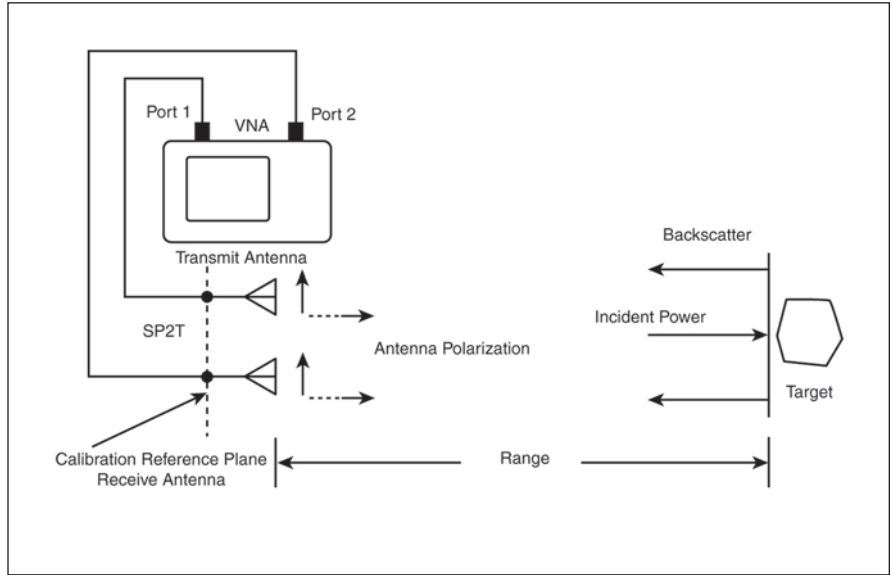 Port 1
VNA
Port 2
Transmit Antenna
Backscatter
SP2T
Incident Power
Antenna Polarization
Target
Calibration Reference Plane
Receive Antenna
Range